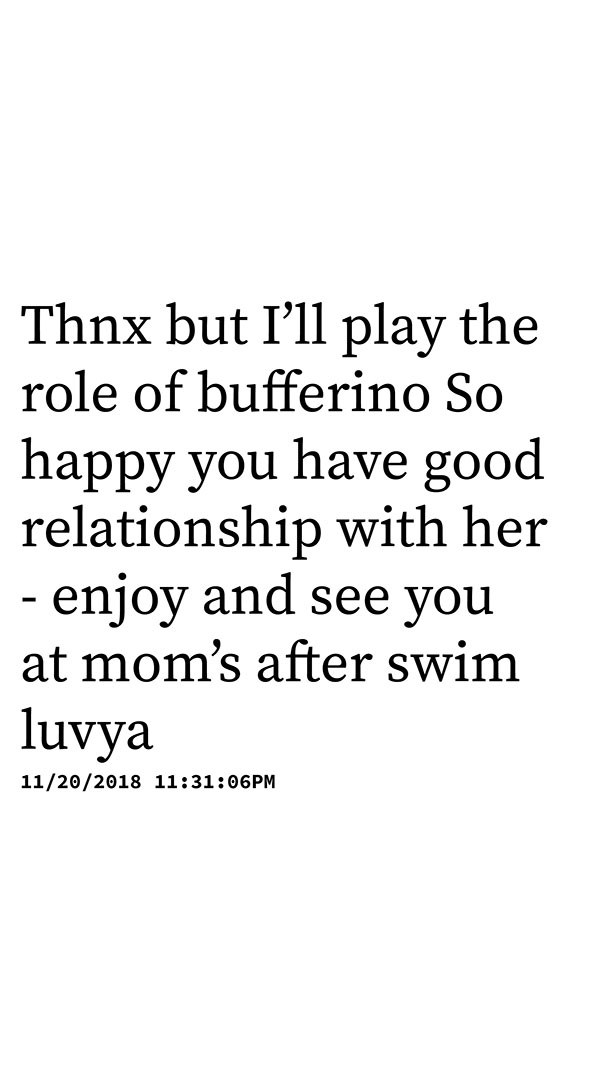 Thnx but I’ll play the
role of bufferino So
happy you have good
relationship with her
- enjoy and see you
at mom’s after swim
luvya
11/20/2018 11:31:06PM